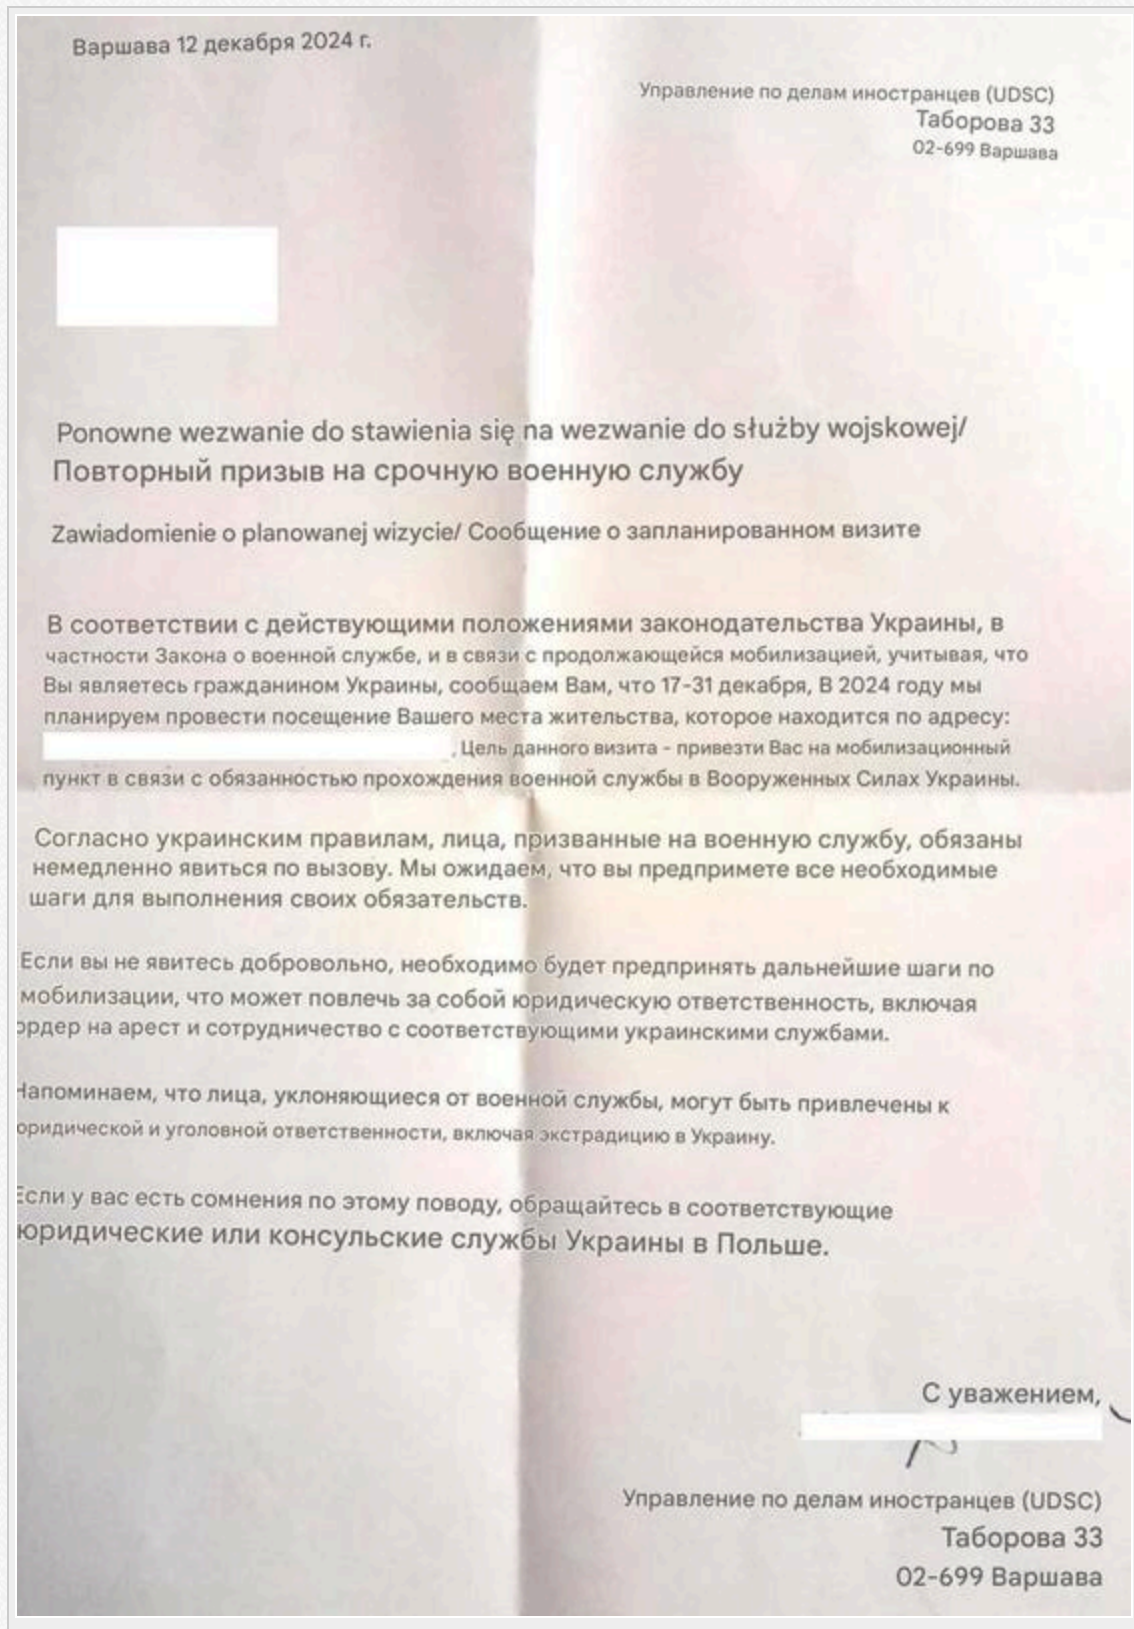 Варшава 12 декабря 2024 г.
Управление по делам иностранцев (UDSC)
Таборова 33
02-699 Варшава
Ponowne wezwanie do stawienia się na wezwanie do służby wojskowej/
Повторный призыв на срочную военную службу
Zawiadomienie o planowanej wizycie/ Сообщение о запланированном визите
В соответствии с действующими положениями законодательства Украины, в
частности Закона о военной службе, и в связи с продолжающейся мобилизацией, учитывая, что
Вы являетесь гражданином Украины, сообщаем Вам, что 17-31 декабря, В 2024 году мы
планируем провести посещение Вашего места жительства, которое находится по адресу:
. Цель данного визита - привезти Вас на мобилизационный
пункт в связи с обязанностью прохождения военной службы в Вооруженных Силах Украины.
Согласно украинским правилам, лица, призванные на военную службу, обязаны
немедленно явиться по вызову. Мы ожидаем, что вы предпримете все необходимые
шаги для выполнения своих обязательств.
Если вы не явитесь добровольно, необходимо будет предпринять дальнейшие шаги по
мобилизации, что может повлечь за собой юридическую ответственность, включая
ордер на арест и сотрудничество с соответствующими украинскими службами.
Напоминаем, что лица, уклоняющиеся от военной службы, могут быть привлечены к
юридической и уголовной ответственности, включая экстрадицию в Украину.
Если у вас есть сомнения по этому поводу, обращайтесь в соответствующие
юридические или консульские службы Украины в Польше.
С уважением,
Управление по делам иностранцев (UDSC)
Таборова 33
02-699 Варшава